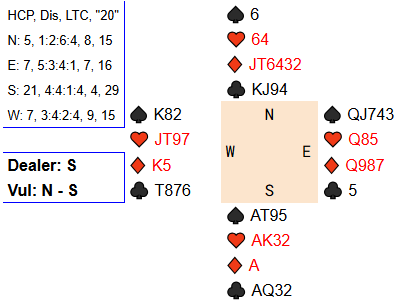 HCP, Dis, LTC, "20"
N: 5, 1:2:6:4, 8, 15
E: 7, 5:3:4:1, 7, 16
S: 21, 4:4:1:4, 4, 29
W: 7, 3:4:2:4, 9, 15
Dealer: S
Vul: N - S
♠ 6
♥ 64
♦ JT6432
♣ KJ94
♠ K82
♥ JT97
♦ K5
♣ T876
N
W E
S
♠ QJ743
♥ Q85
♦ Q987
♣ 5
♠ AT95
♥ AK32
♦ A
♣ AQ32